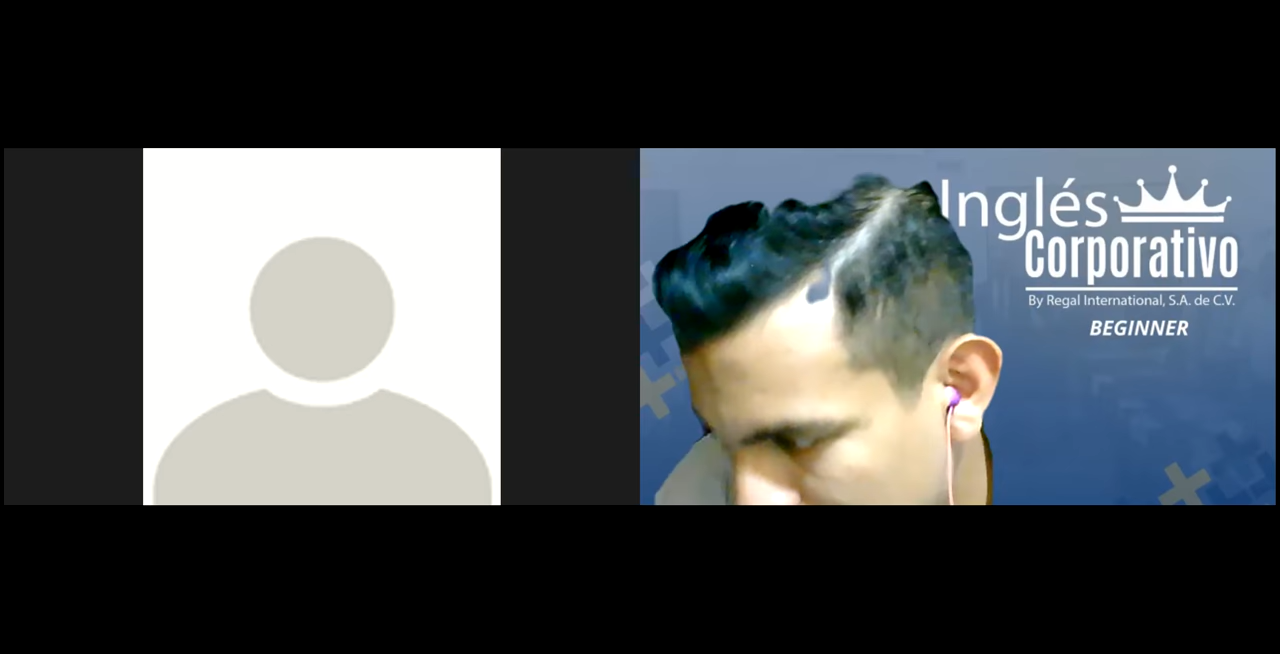 Inglés
Corporativo
By Regal International, S.A. de C.V.
BEGINNER